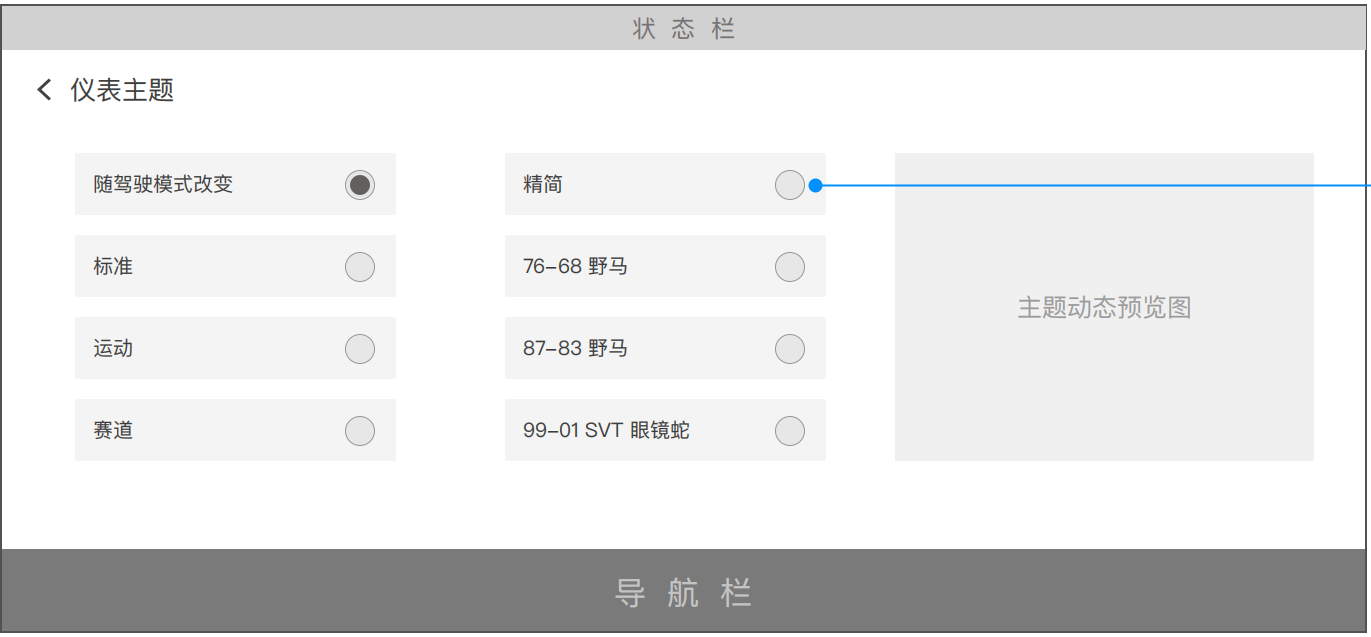 状态栏
仪表主题
随驾驶模式改变
标准
运动
赛道
精简
76-68 野马
87-83 野马
99-01 SVT 眼镜蛇
主题动态预览图
导航栏